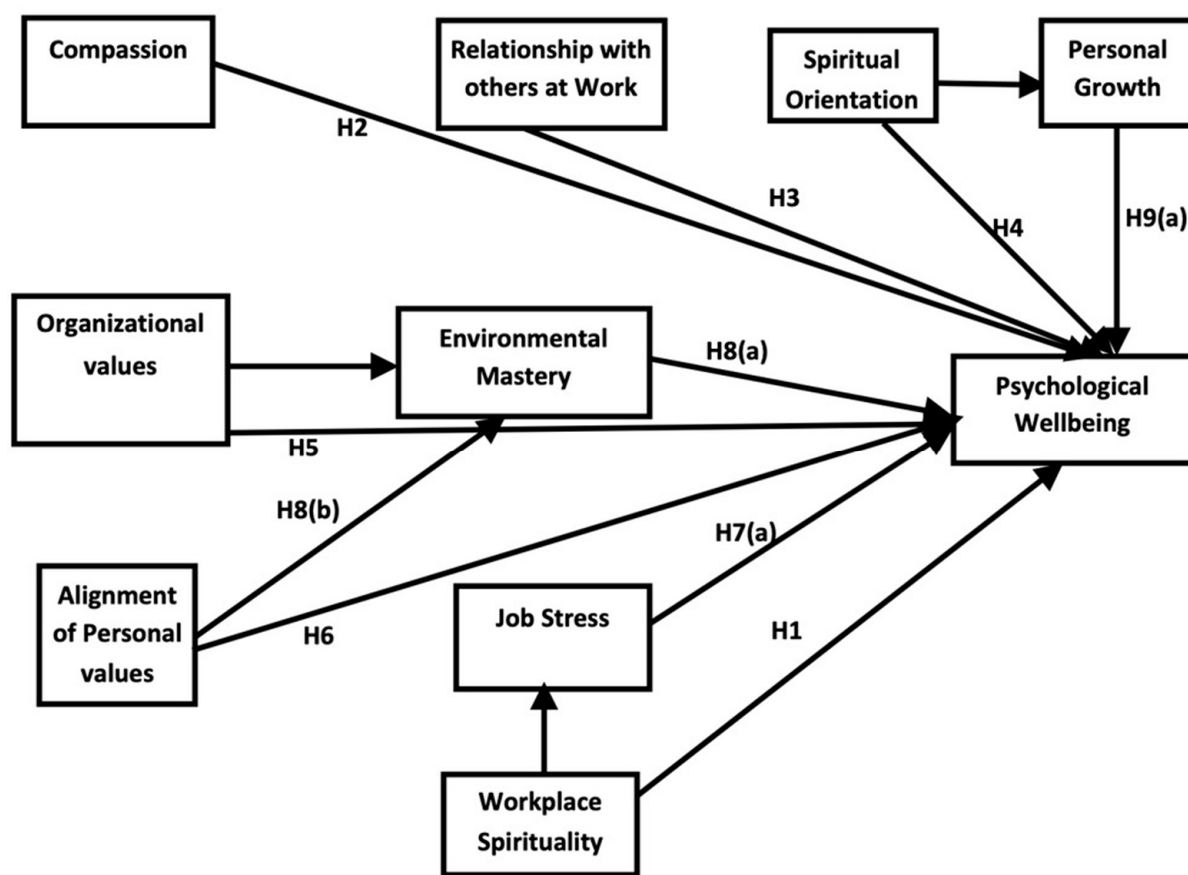 Compassion
Relationship with
others at Work
Spiritual
Orientation
Personal
Growth
H2
H3
H4
H9(a)
Organizational
values
Environmental
Mastery
H8(a)
Psychological
Wellbeing
H5
H8(b)
H7(a)
Alignment
of Personal
values
H6
Job Stress
H1
Workplace
Spirituality